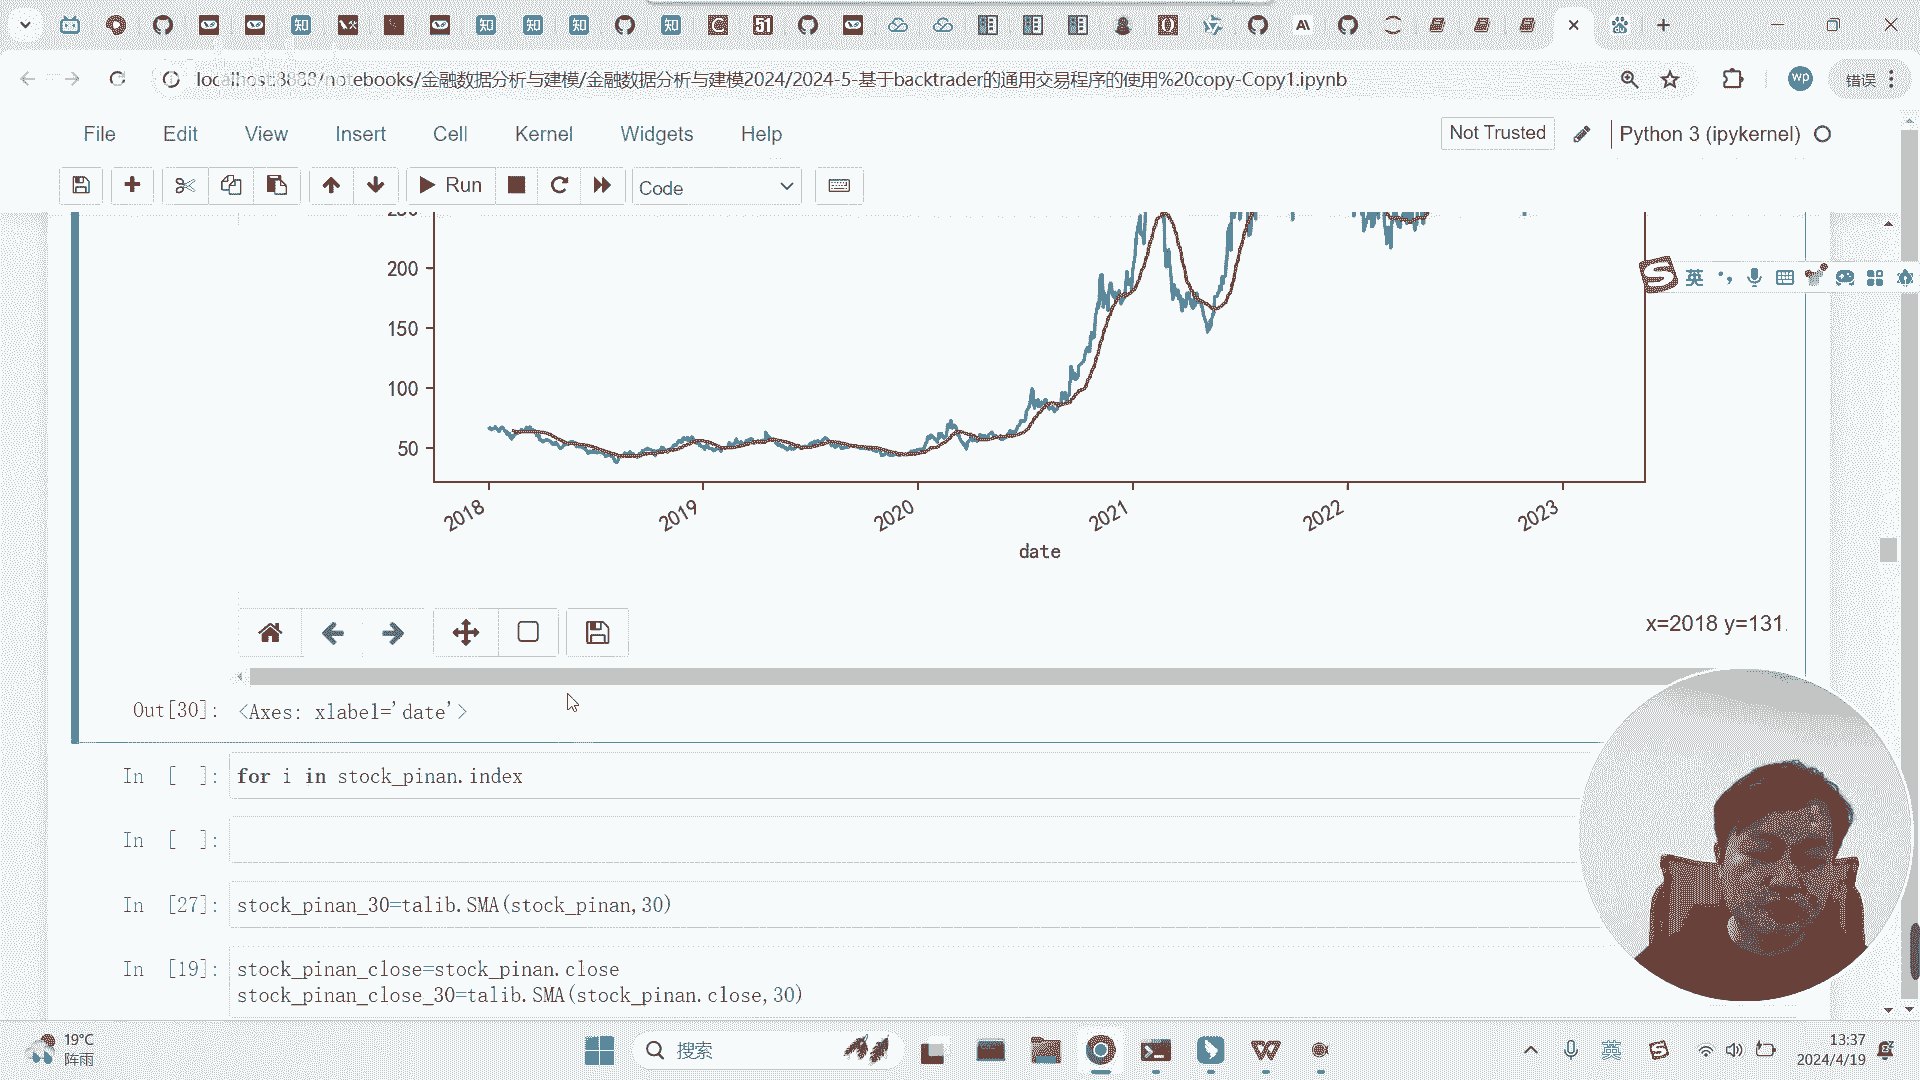 localhost:8888/notebooks/金融数据分析与建模/金融数据分析与建模2024/2024-5-基于backtrader的通用交易程序的使用%20copy-Copy1.ipynb
wp
错误
File Edit View Insert Cell Kernel Widgets Help
Not Trusted
Python 3 (ipykernel)
Run
Code
英
200
150
100
50
2018 2019 2020 2021 2022 2023
date
x=2018 y=131.
Out[30]: <Axes: xlabel='date'>
In [ ]: for i in stock_pinan.index
In [ ]:
In [27]: stock_pinan_30=talib.SMA(stock_pinan,30)
In [19]: stock_pinan_close=stock_pinan.close
stock_pinan_close_30=talib.SMA(stock_pinan.close,30)
19°C
阵雨
搜索
英
13:37
2024/4/19